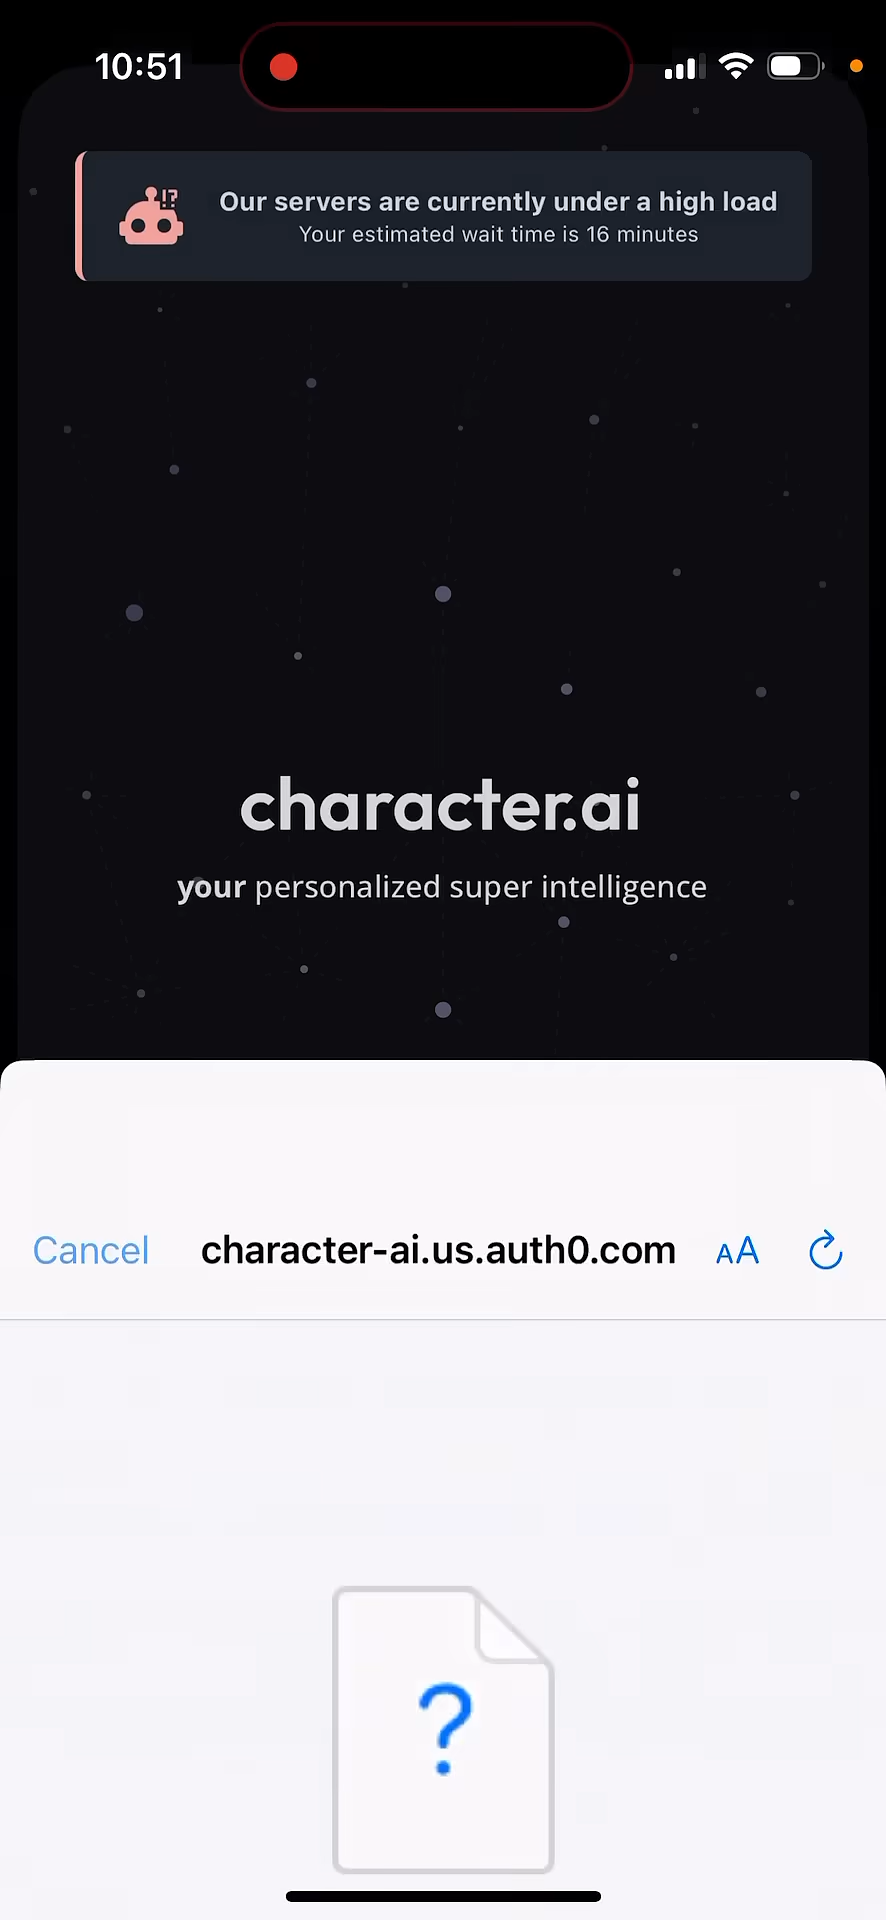 10:51
!?
Our servers are currently under a high load
Your estimated wait time is 16 minutes
character.ai
your personalized super intelligence
Cancel character-ai.us.auth0.com AA
?